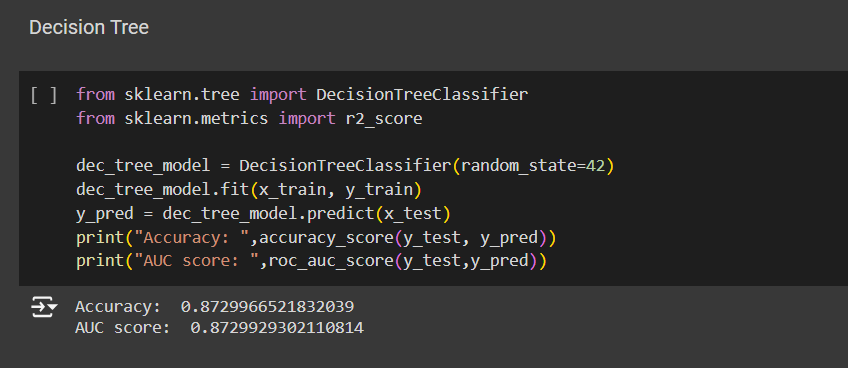 Decision Tree
[ ] from sklearn.tree import DecisionTreeClassifier
from sklearn.metrics import r2_score
dec_tree_model = DecisionTreeClassifier(random_state=42)
dec_tree_model.fit(x_train, y_train)
y_pred = dec_tree_model.predict(x_test)
print("Accuracy: ",accuracy_score(y_test, y_pred))
print("AUC score: ",roc_auc_score(y_test,y_pred))
Accuracy:  0.8729966521832039
AUC score:  0.8729929302110814